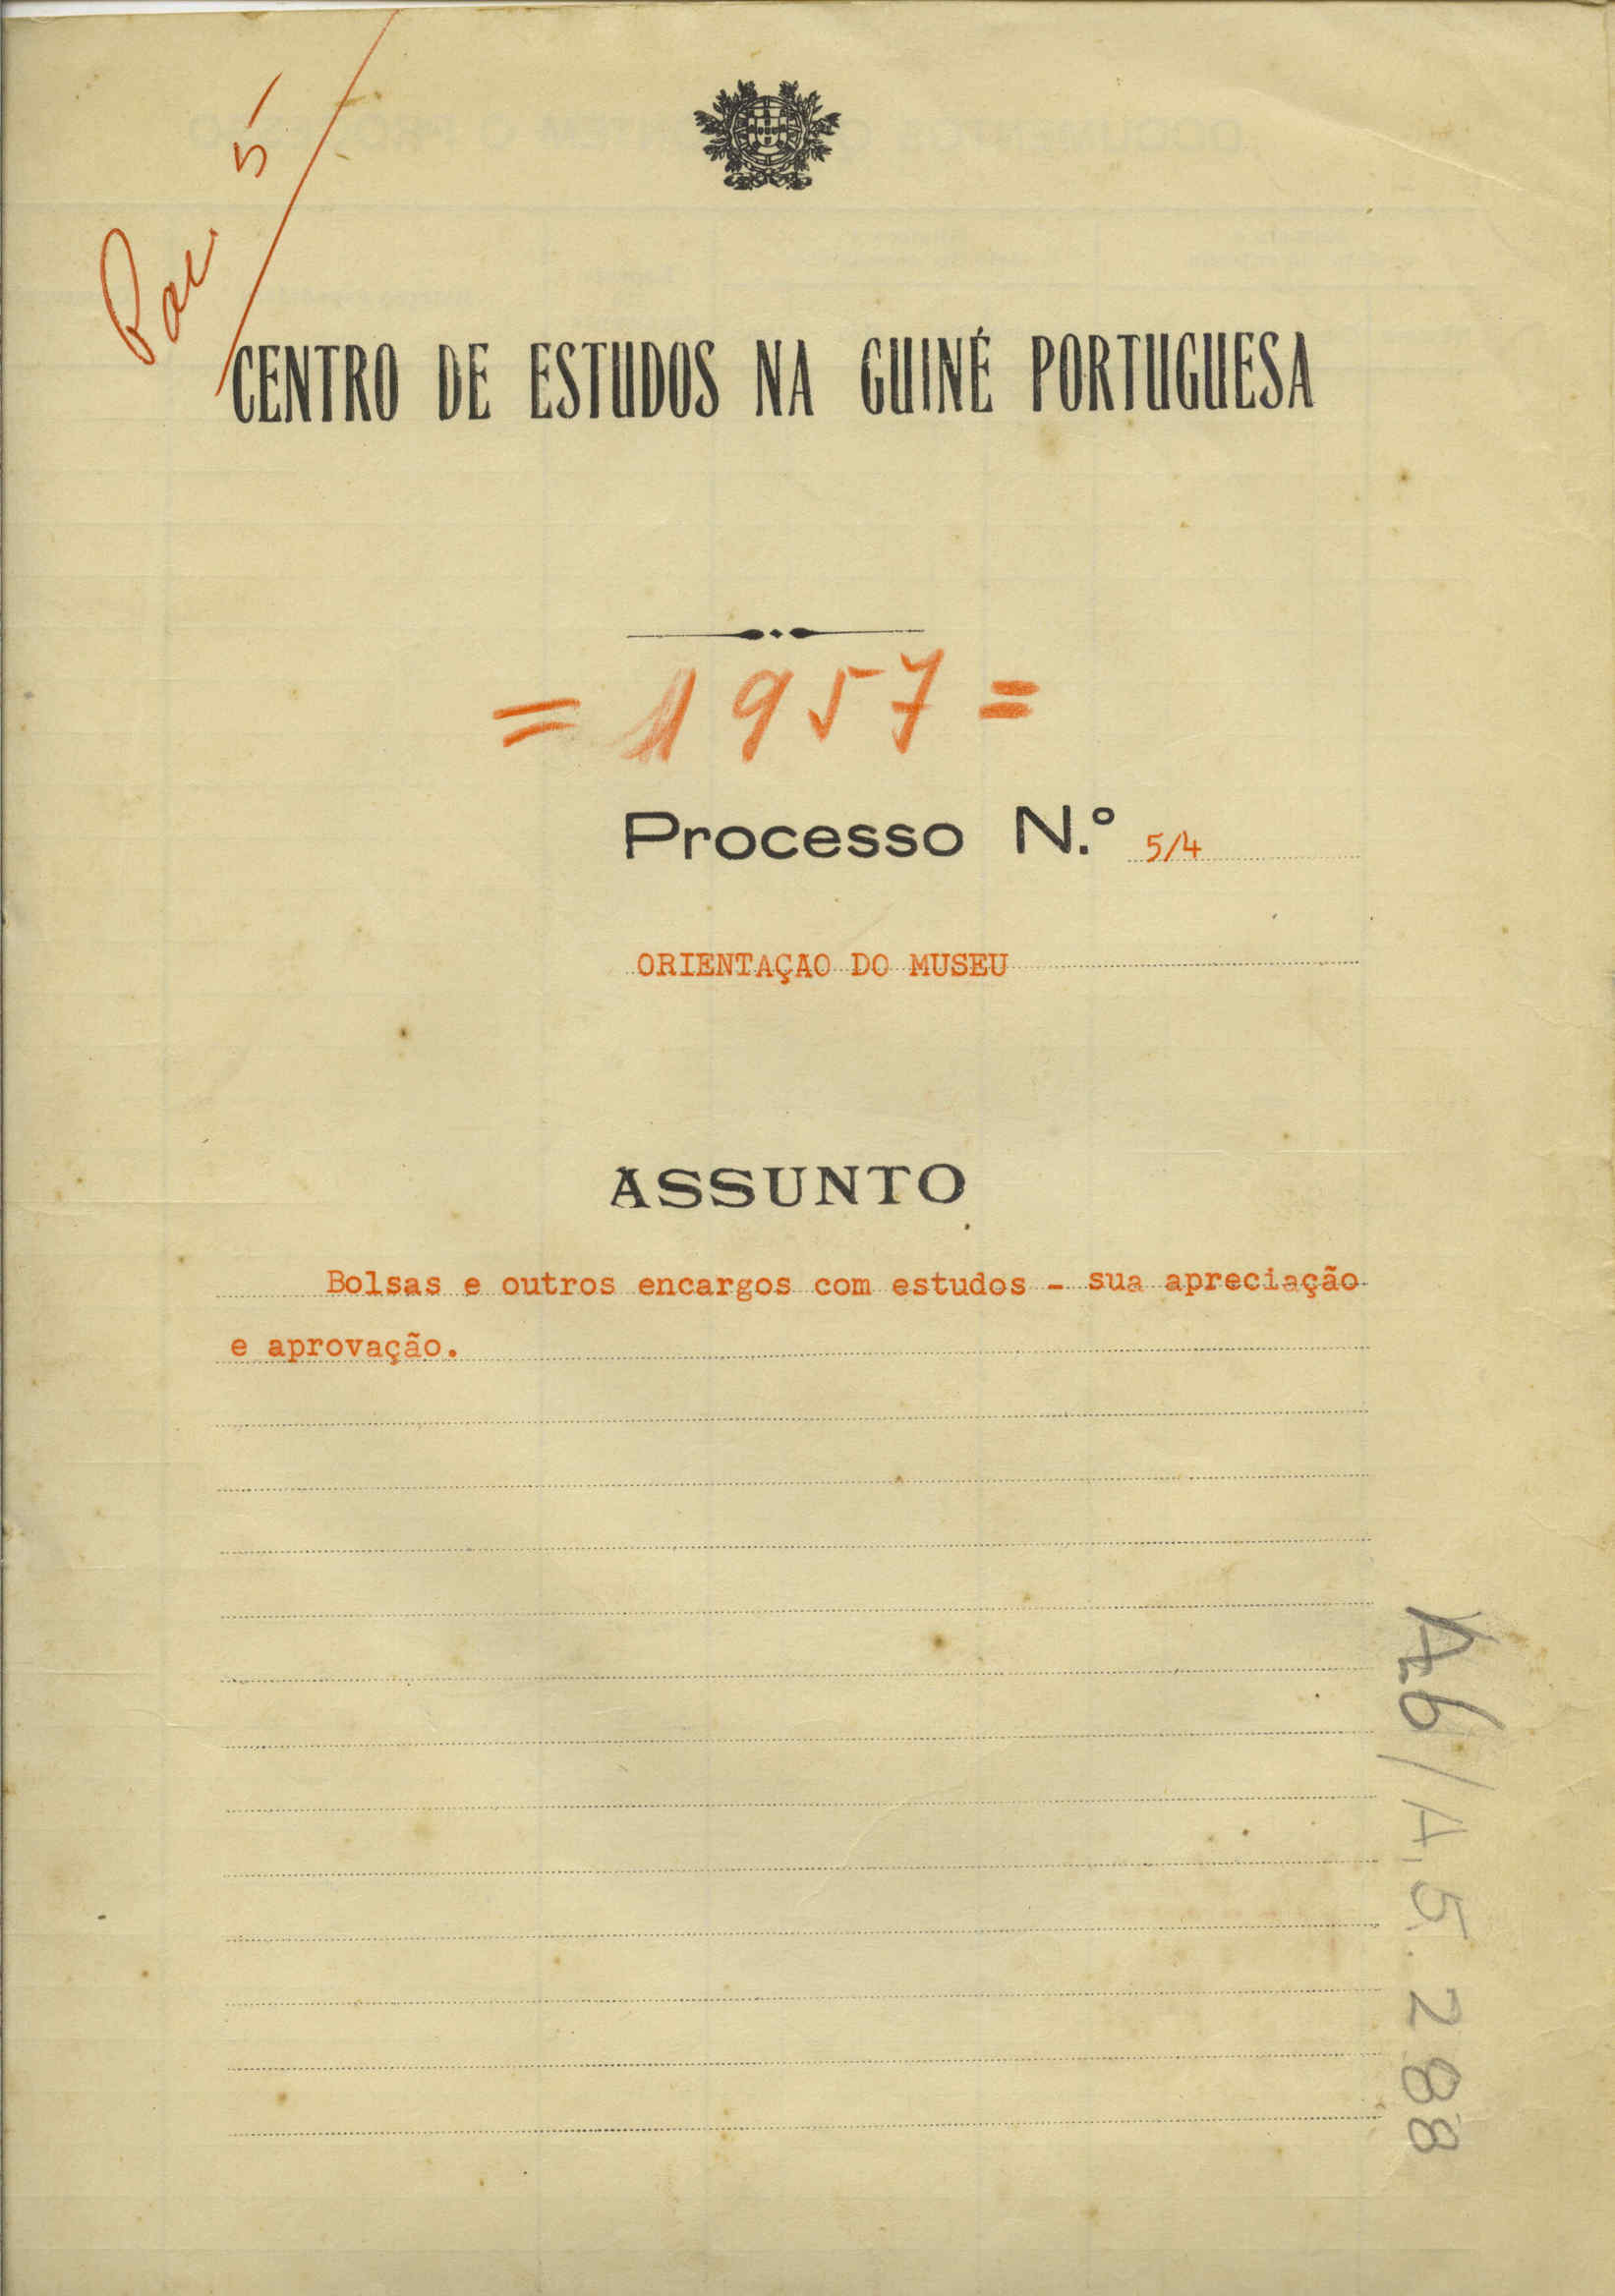 Pac. 5
CENTRO DE ESTUDOS NA GUINÉ PORTUGUESA
= 1957 =
Processo N.º 5/4
ORIENTAÇAO DO MUSEU
ASSUNTO
Bolsas e outros encargos com estudos - sua apreciação
e aprovação.
A6/A.5.288